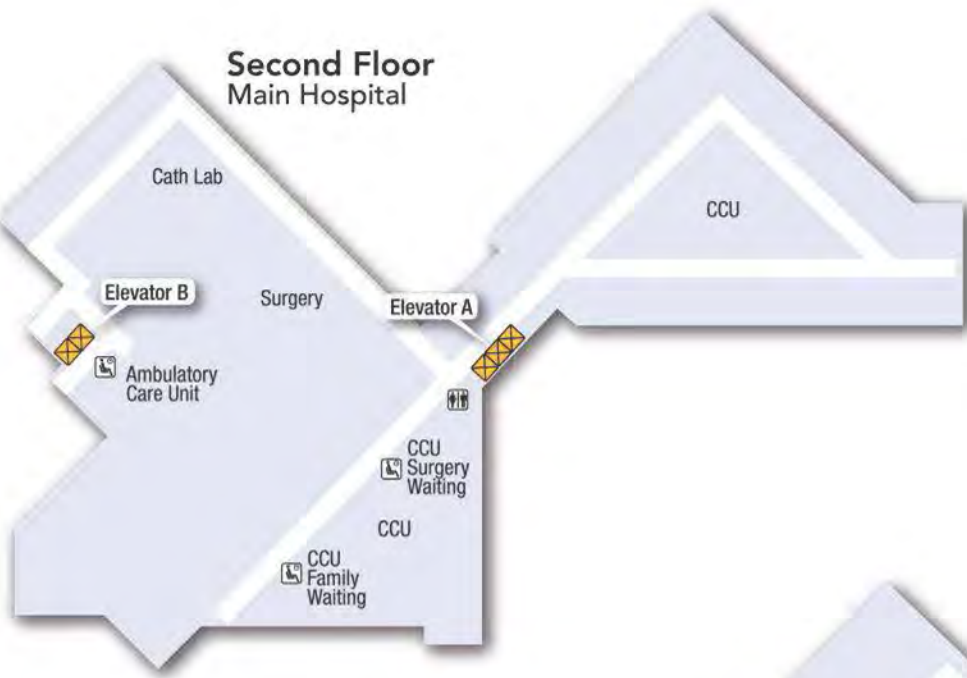 Second Floor
Main Hospital
Cath Lab
CCU
Elevator B
Surgery
Elevator A
Ambulatory
Care Unit
CCU
Surgery
Waiting
CCU
CCU
Family
Waiting